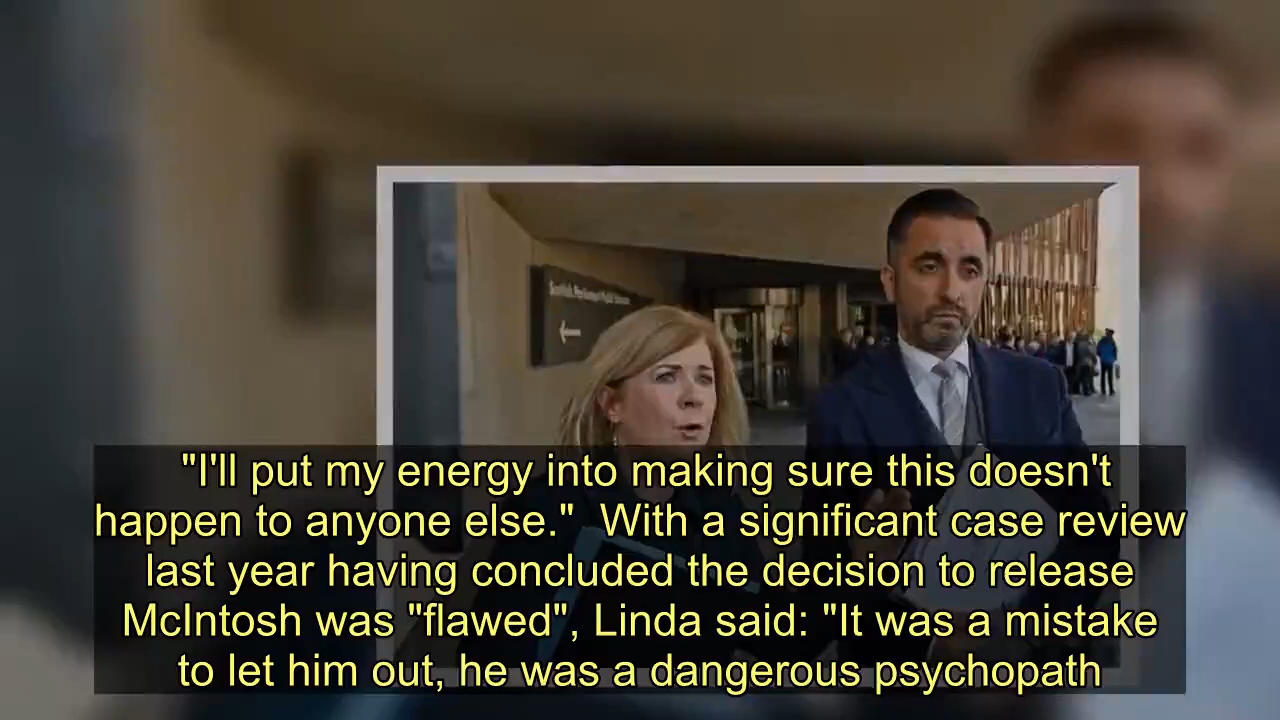 Scottish Parliament
"I'll put my energy into making sure this doesn't
happen to anyone else."  With a significant case review
last year having concluded the decision to release
McIntosh was "flawed", Linda said: "It was a mistake
to let him out, he was a dangerous psychopath